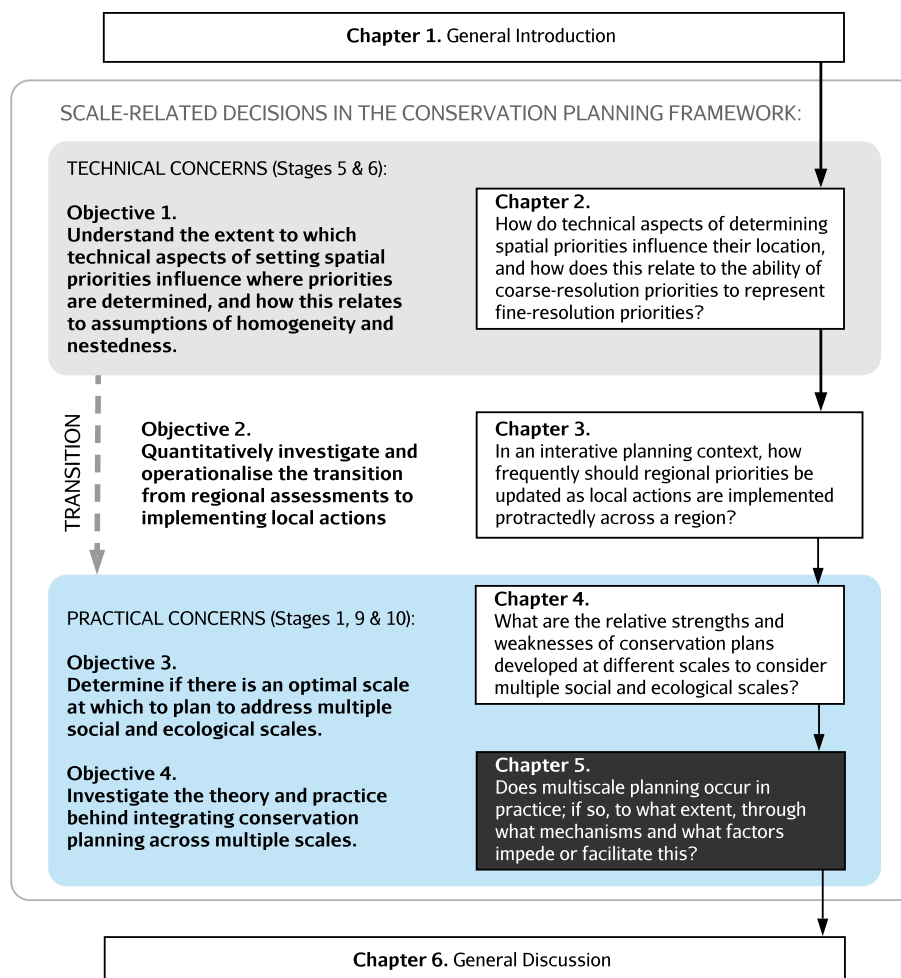 Chapter 1. General Introduction
SCALE-RELATED DECISIONS IN THE CONSERVATION PLANNING FRAMEWORK:
TECHNICAL CONCERNS (Stages 5 & 6):
Objective 1.
Understand the extent to which
technical aspects of setting spatial
priorities influence where priorities
are determined, and how this relates
to assumptions of homogeneity and
nestedness.
Chapter 2.
How do technical aspects of determining
spatial priorities influence their location,
and how does this relate to the ability of
coarse-resolution priorities to represent
fine-resolution priorities?
TRANSITION
Objective 2.
Quantitatively investigate and
operationalise the transition
from regional assessments to
implementing local actions
Chapter 3.
In an interative planning context, how
frequently should regional priorities be
updated as local actions are implemented
protractedly across a region?
PRACTICAL CONCERNS (Stages 1, 9 & 10):
Objective 3.
Determine if there is an optimal scale
at which to plan to address multiple
social and ecological scales.
Objective 4.
Investigate the theory and practice
behind integrating conservation
planning across multiple scales.
Chapter 4.
What are the relative strengths and
weaknesses of conservation plans
developed at different scales to consider
multiple social and ecological scales?
Chapter 5.
Does multiscale planning occur in
practice; if so, to what extent, through
what mechanisms and what factors
impede or facilitate this?
Chapter 6. General Discussion